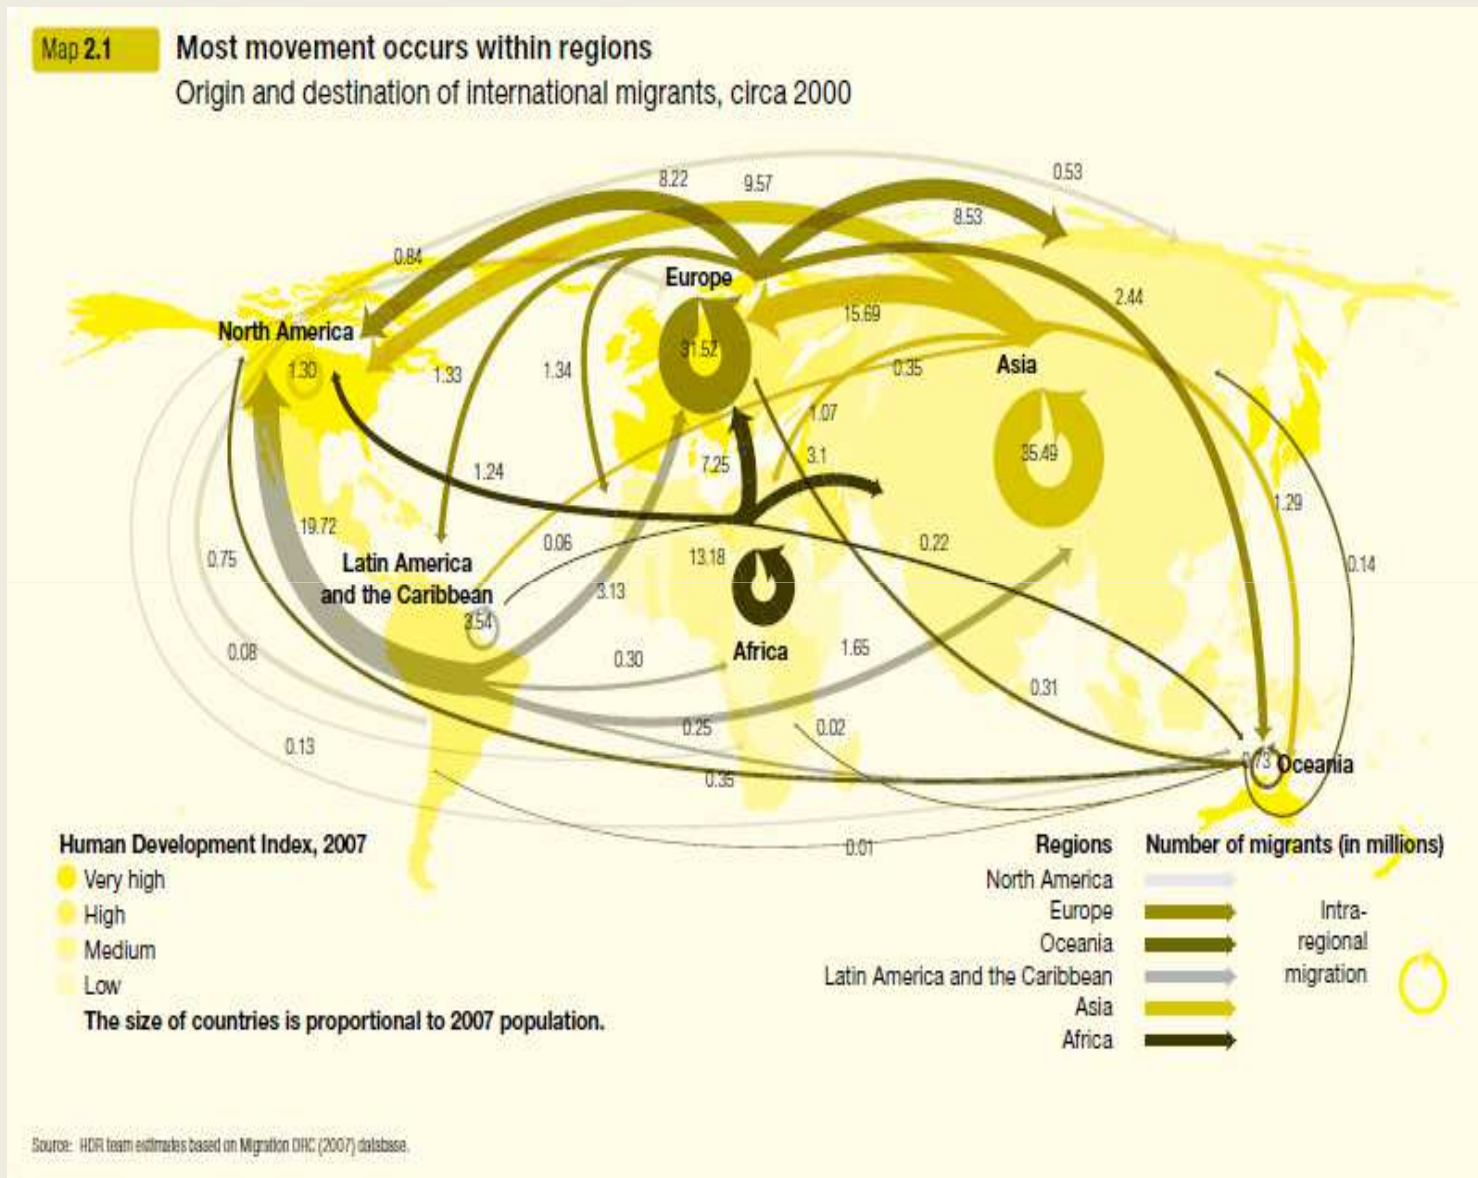 Map 2.1
Most movement occurs within regions
Origin and destination of international migrants, circa 2000
0.53
8.22
9.57
8.53
0.84
Europe
2.44
15.69
North America
31.52
0.35
Asia
1.30
1.33
1.34
1.07
35.49
7.25
3.1
1.24
1.29
19.72
0.06
0.22
0.75
13.18
0.14
Latin America
and the Caribbean
3.13
3.54
0.08
0.30
Africa
1.65
0.31
0.25
0.02
0.13
Oceania
0.35
0.01
Human Development Index, 2007
Very high
High
Medium
Low
The size of countries is proportional to 2007 population.
Regions
Number of migrants (in millions)
North America
Europe
Oceania
Latin America and the Caribbean
Asia
Africa
Intra-
regional
migration
Source: HDR team estimates based on Migration DRC (2007) database.